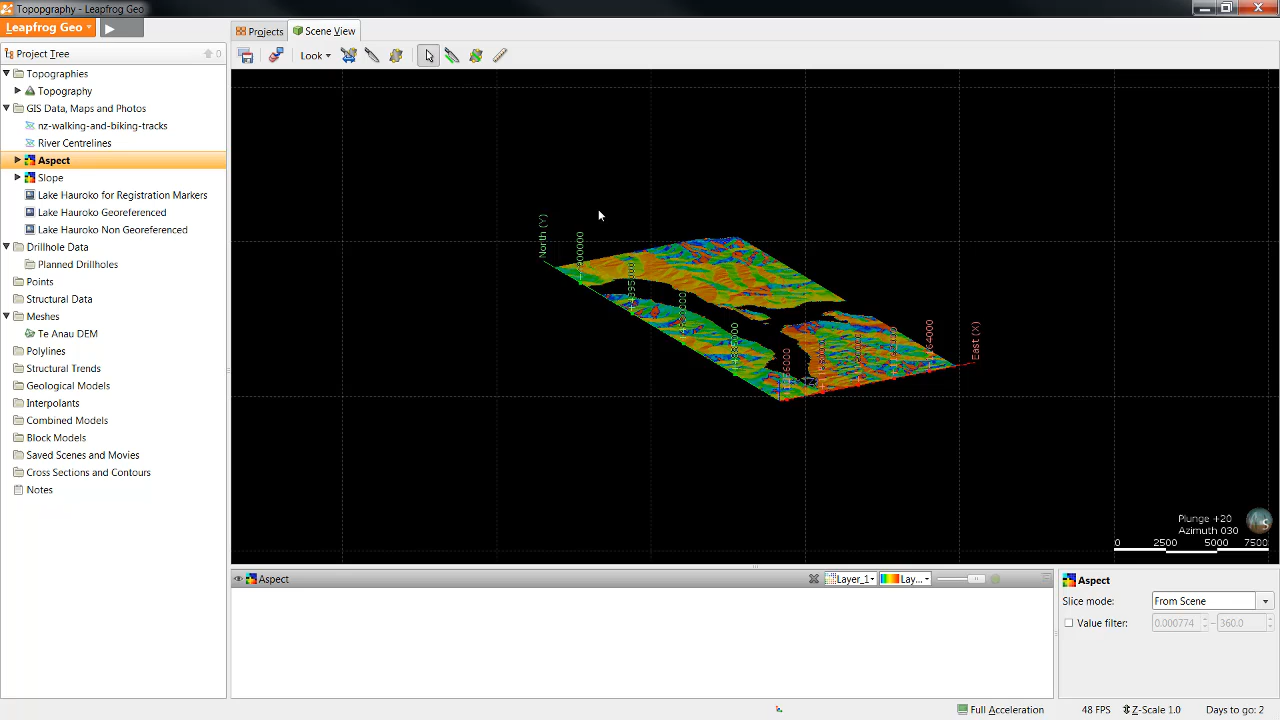 Topopgraphy - Leapfrog Geo
Leapfrog Geo
Projects
Scene View
Project Tree
0
Look
Topographies
Topography
GIS Data, Maps and Photos
nz-walking-and-biking-tracks
River Centrelines
Aspect
Slope
Lake Hauroko for Registration Markers
Lake Hauroko Georeferenced
Lake Hauroko Non Georeferenced
Drillhole Data
Planned Drillholes
Points
Structural Data
Meshes
Te Anau DEM
Polylines
Structural Trends
Geological Models
Interpolants
Combined Models
Block Models
Saved Scenes and Movies
Cross Sections and Contours
Notes
North (Y)
East (X)
Plunge +20
Azimuth 030
0 2500 5000 7500
Aspect
Layer_1
Lay...
Aspect
Slice mode:
From Scene
Value filter:
0.000774 – 360.0
Full Acceleration
48 FPS
Z-Scale 1.0
Days to go: 2